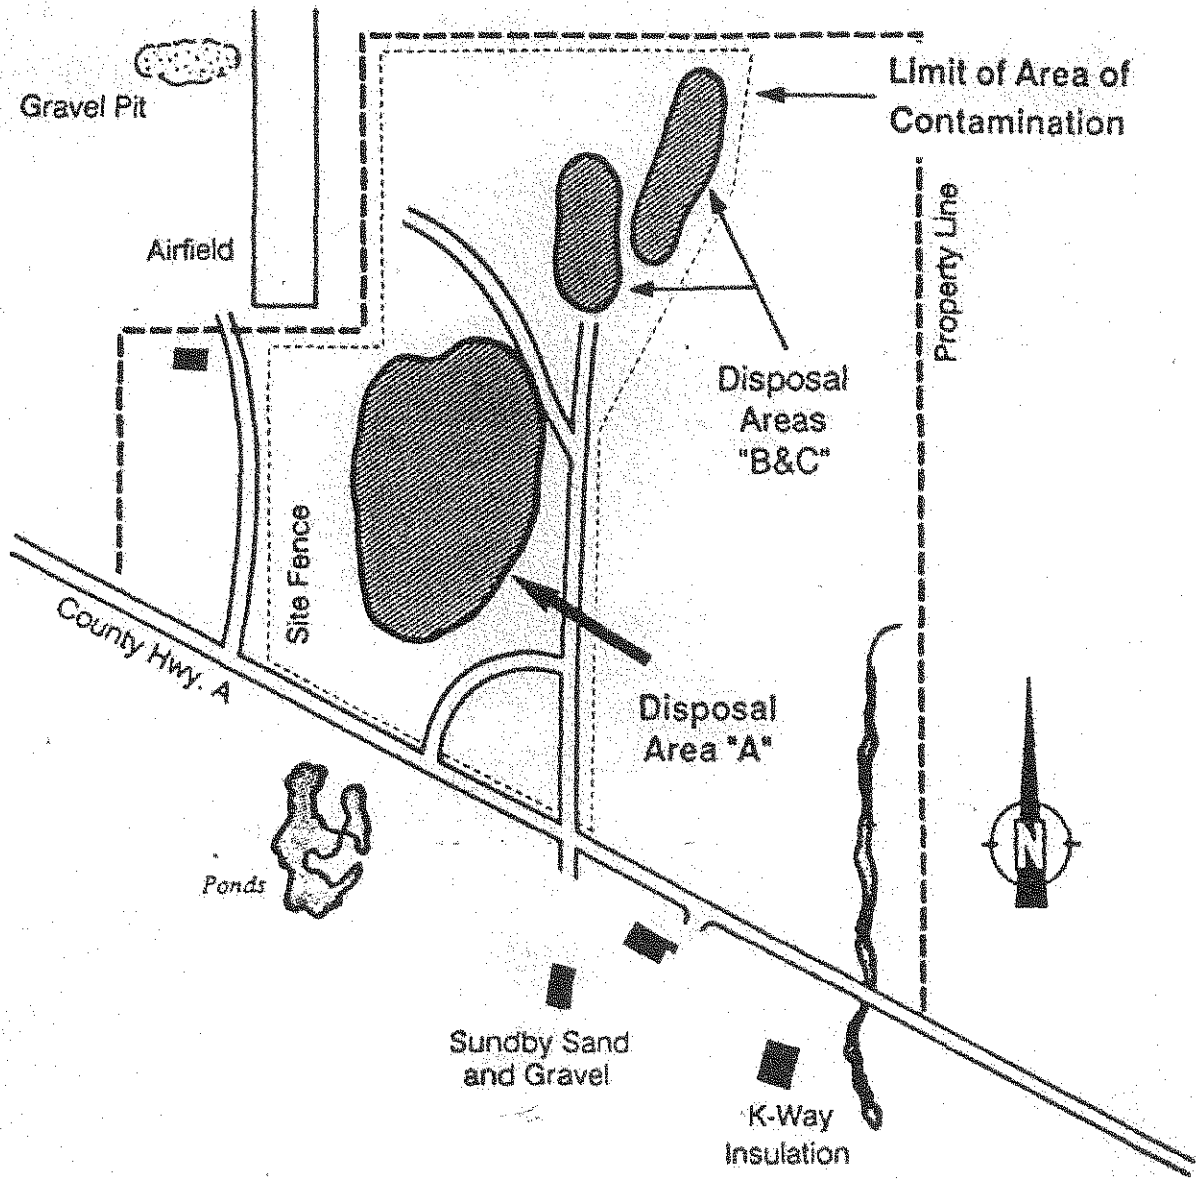 Gravel Pit
Limit of Area of
Contamination
Airfield
Property Line
Disposal
Areas
"B&C"
Site Fence
County Hwy. A
Disposal
Area "A"
Ponds
N
Sundby Sand
and Gravel
K-Way
Insulation